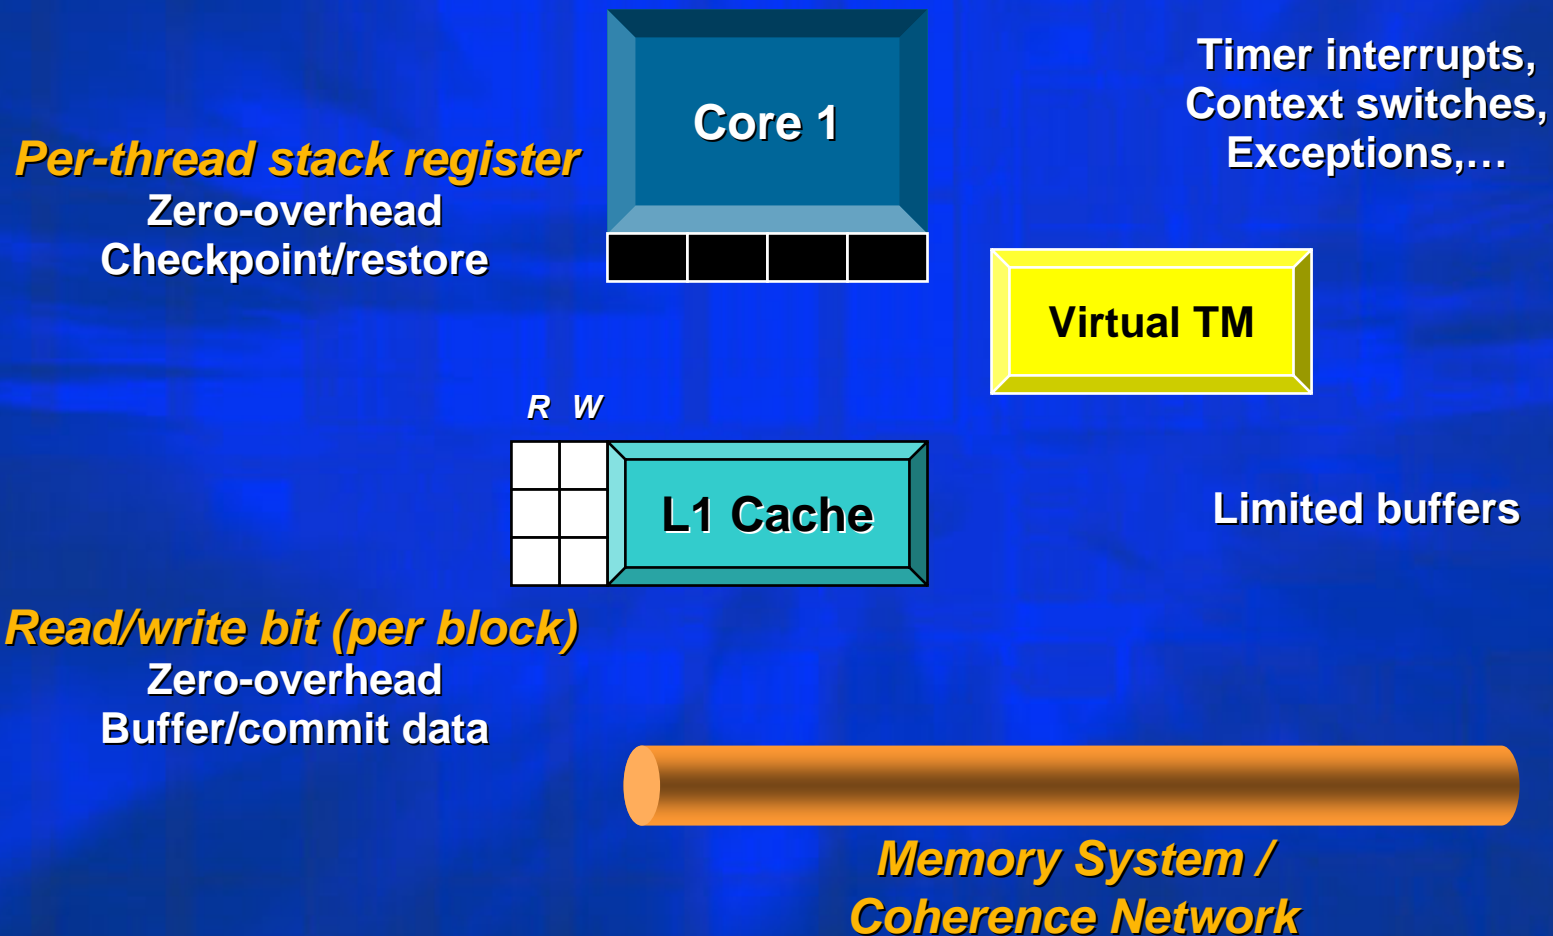 Core 1
Timer interrupts,
Context switches,
Exceptions,…
Per-thread stack register
Zero-overhead
Checkpoint/restore
Virtual TM
R W
L1 Cache
Limited buffers
Read/write bit (per block)
Zero-overhead
Buffer/commit data
Memory System /
Coherence Network